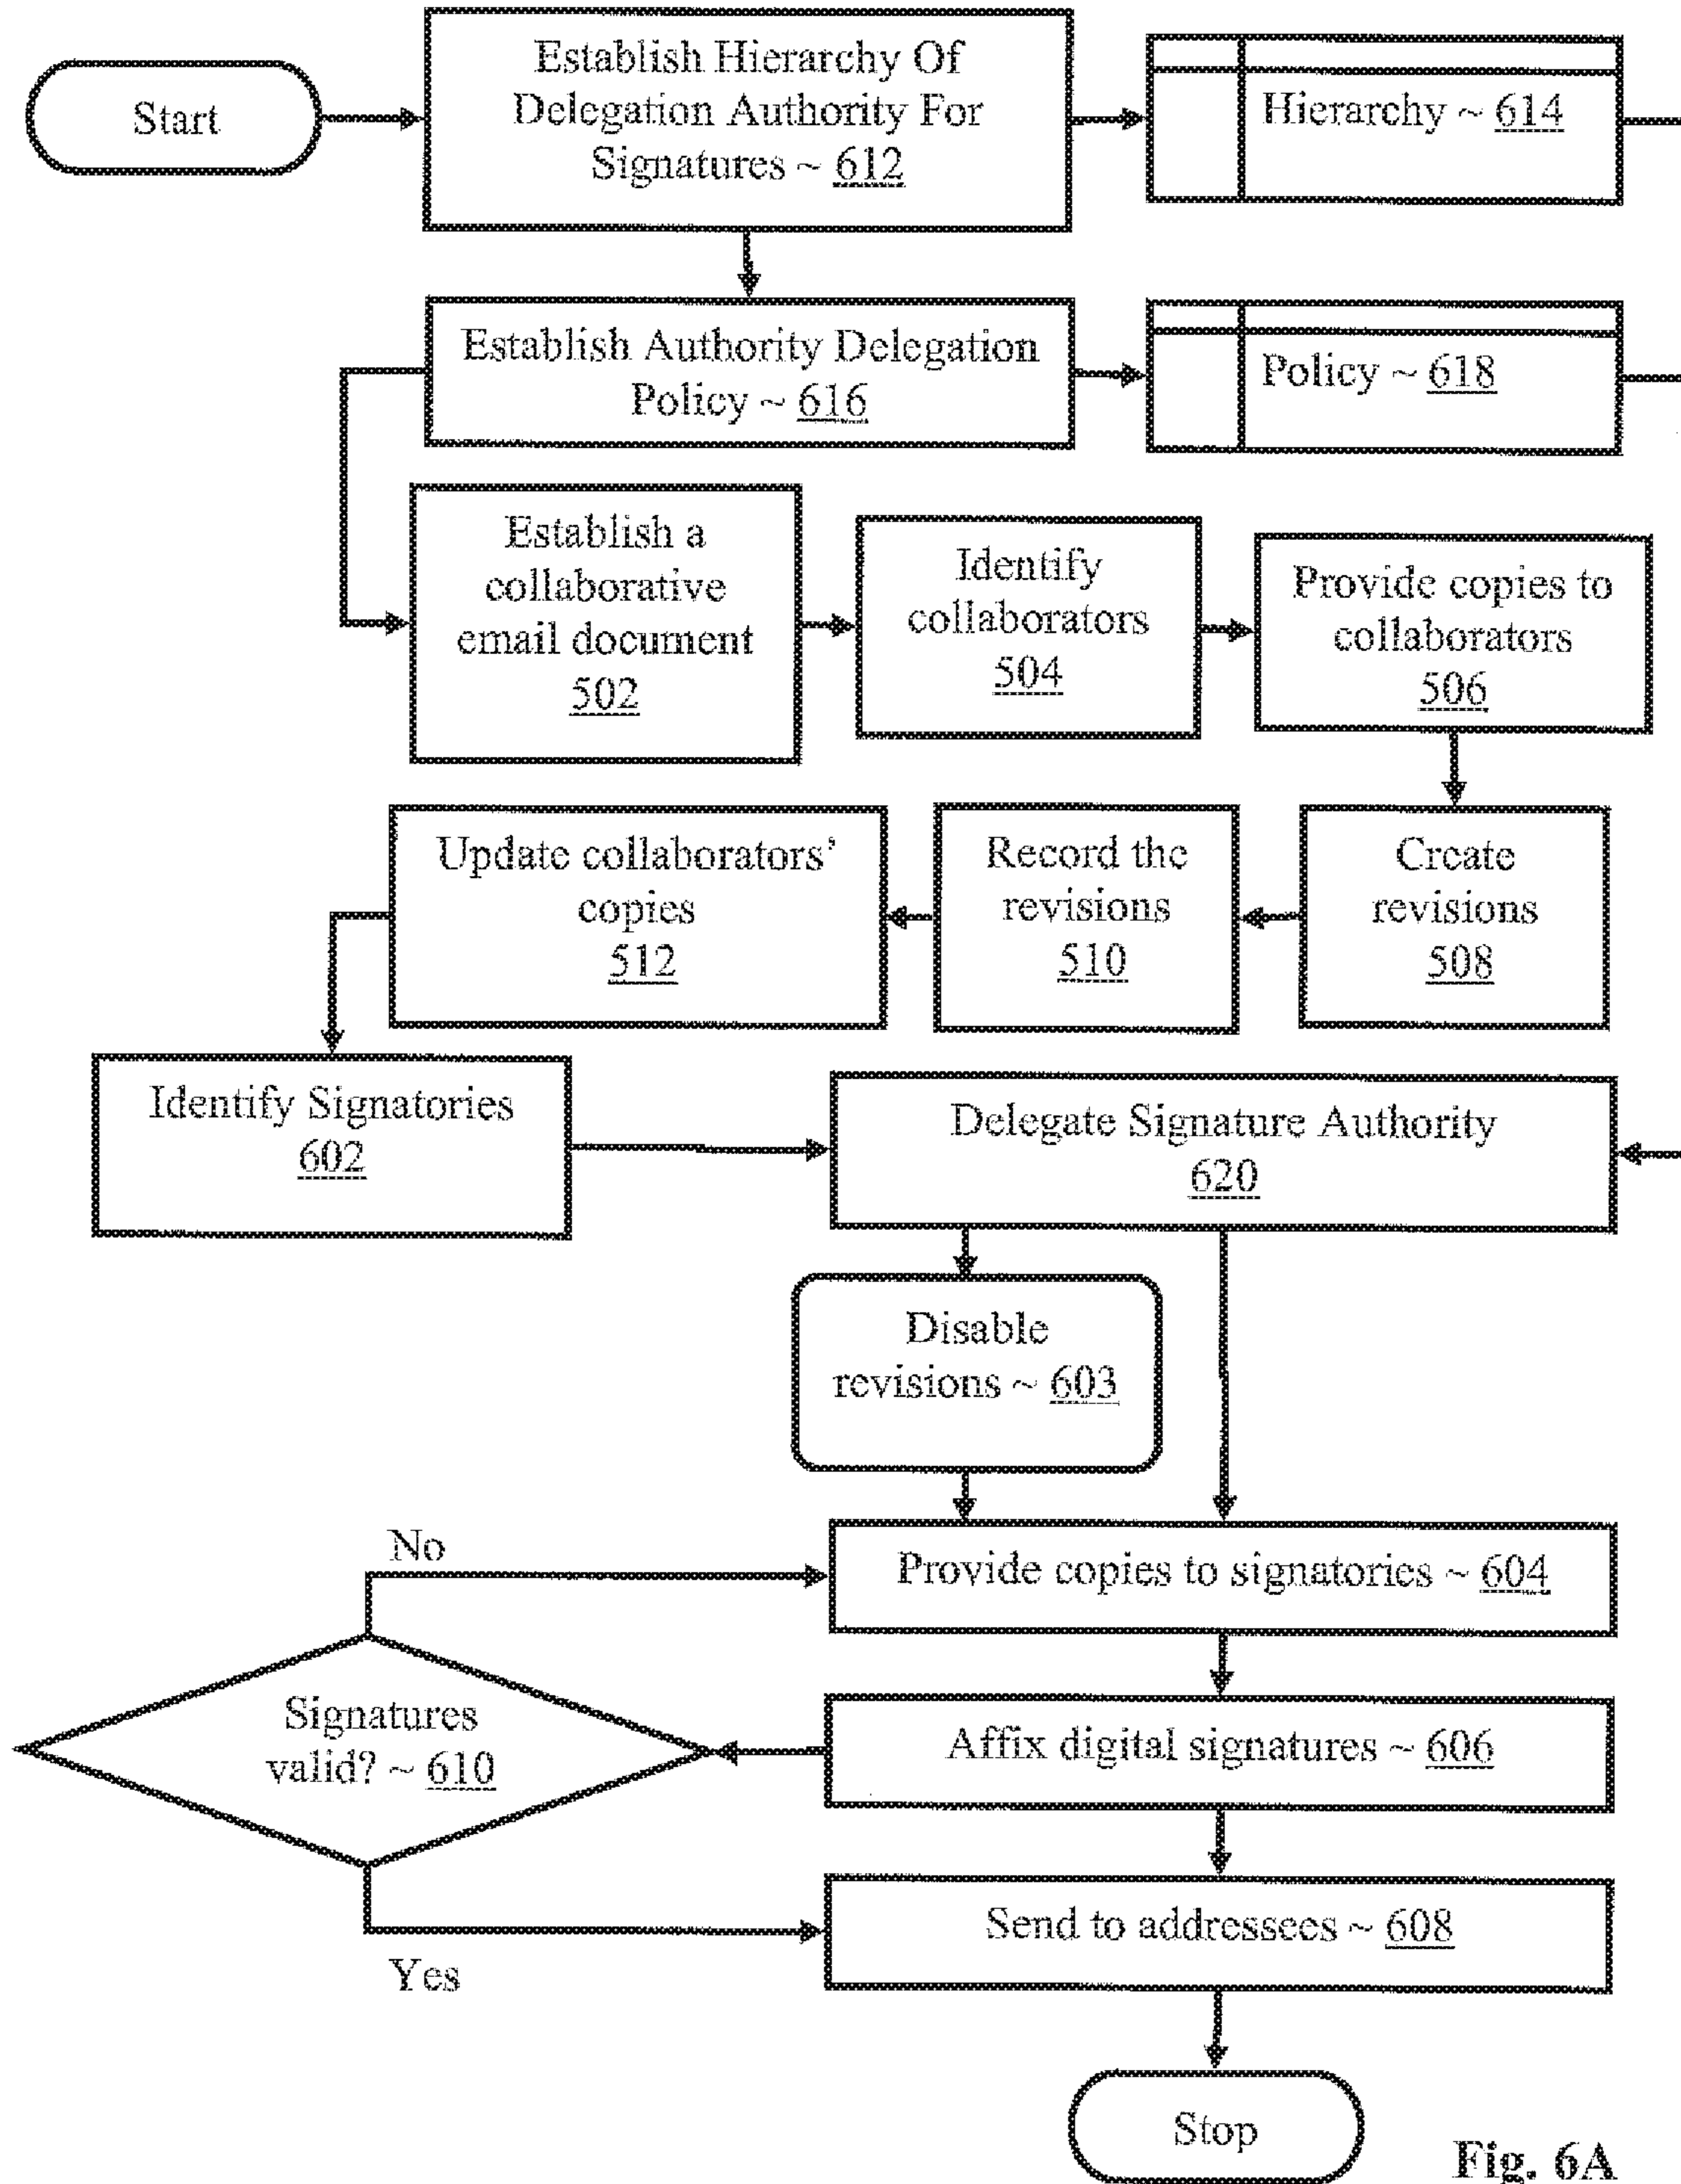 Start
Establish Hierarchy Of
Delegation Authority For
Signatures ~ 612
Hierarchy ~ 614
Establish Authority Delegation
Policy ~ 616
Policy ~ 618
Establish a
collaborative
email document
502
Identify
collaborators
504
Provide copies to
collaborators
506
Update collaborators'
copies
512
Record the
revisions
510
Create
revisions
508
Identify Signatories
602
Delegate Signature Authority
620
Disable
revisions ~ 603
No
Provide copies to signatories ~ 604
Signatures
valid? ~ 610
Affix digital signatures ~ 606
Yes
Send to addressees ~ 608
Stop
Fig. 6A